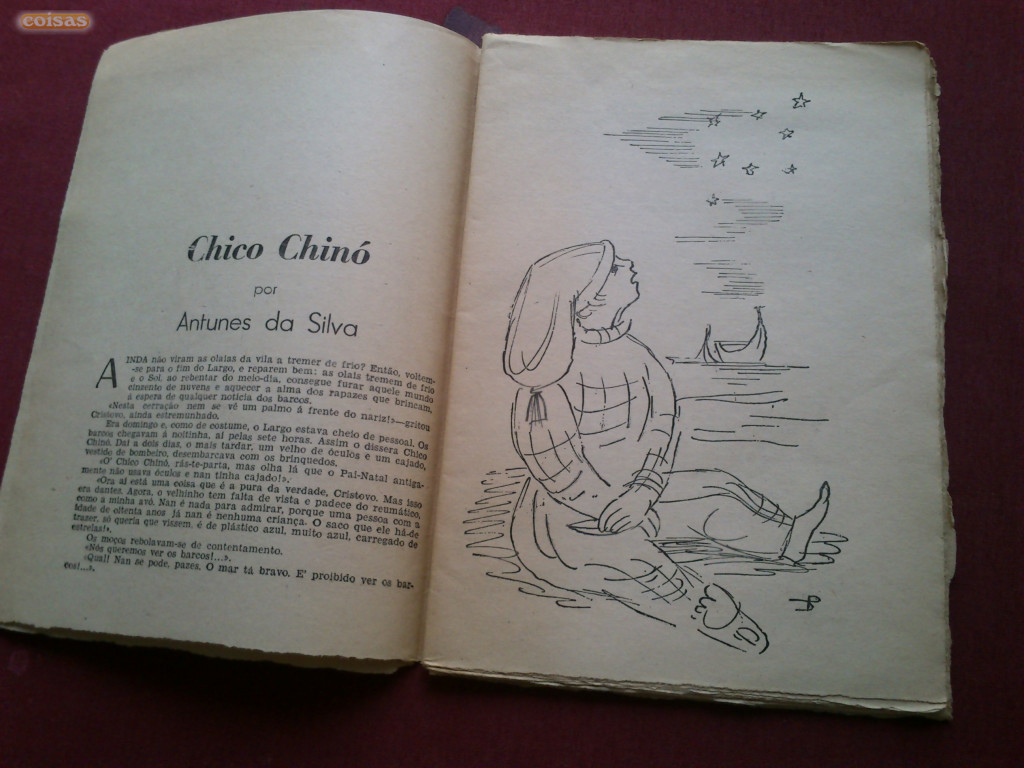 coisas
Chico Chinó
por
Antunes da Silva
AINDA não viram as olaias da vila a tremer de frio? Então, voltem-
-se para o fim do Largo, e reparem bem: as olais tremem de frio
e o Sol, ao rebentar do meio-dia, consegue furar aquele mundo
cinzento de nuvens e aquecer a alma dos rapazes que brincam,
à espera de qualquer notícia dos barcos.
«Nesta cerração nem se vê um palmo á frente do nariz!»—gritou
Cristovo, ainda estremunhado.
Era domingo e, como de costume, o Largo estava cheio de pessoal. Os
barcos chegavam á noitinha, aí pelas sete horas. Assim o dissera Chico
Chinó. Daí a dois dias, o mais tardar, um velho de óculos e um cajado,
vestido de bombeiro, desembarcava com os brinquedos.
«O' Chico Chinó, rás-te-parta, mas olha lá que o Pai-Natal antiga-
mente não usava óculos e nan tinha cajado!».
«Ora aí está uma coisa que é a pura da verdade, Cristovo. Mas isso
era dantes. Agora, o velhinho tem falta de vista e padece do reumático,
como a minha avó. Nan é nada para admirar, porque uma pessoa com a
idade de oitenta anos já nan é nenhuma criança. O saco que ele há-de
trazer, só queria que vissem, é de plástico azul, muito azul, carregado de
estrelas!».
Os moços rebolavam-se de contentamento.
«Nós queremos ver os barcos!...».
«Quál! Nan se pode, pazes. O mar tá bravo. E' proibido ver os bar-
cos!...».